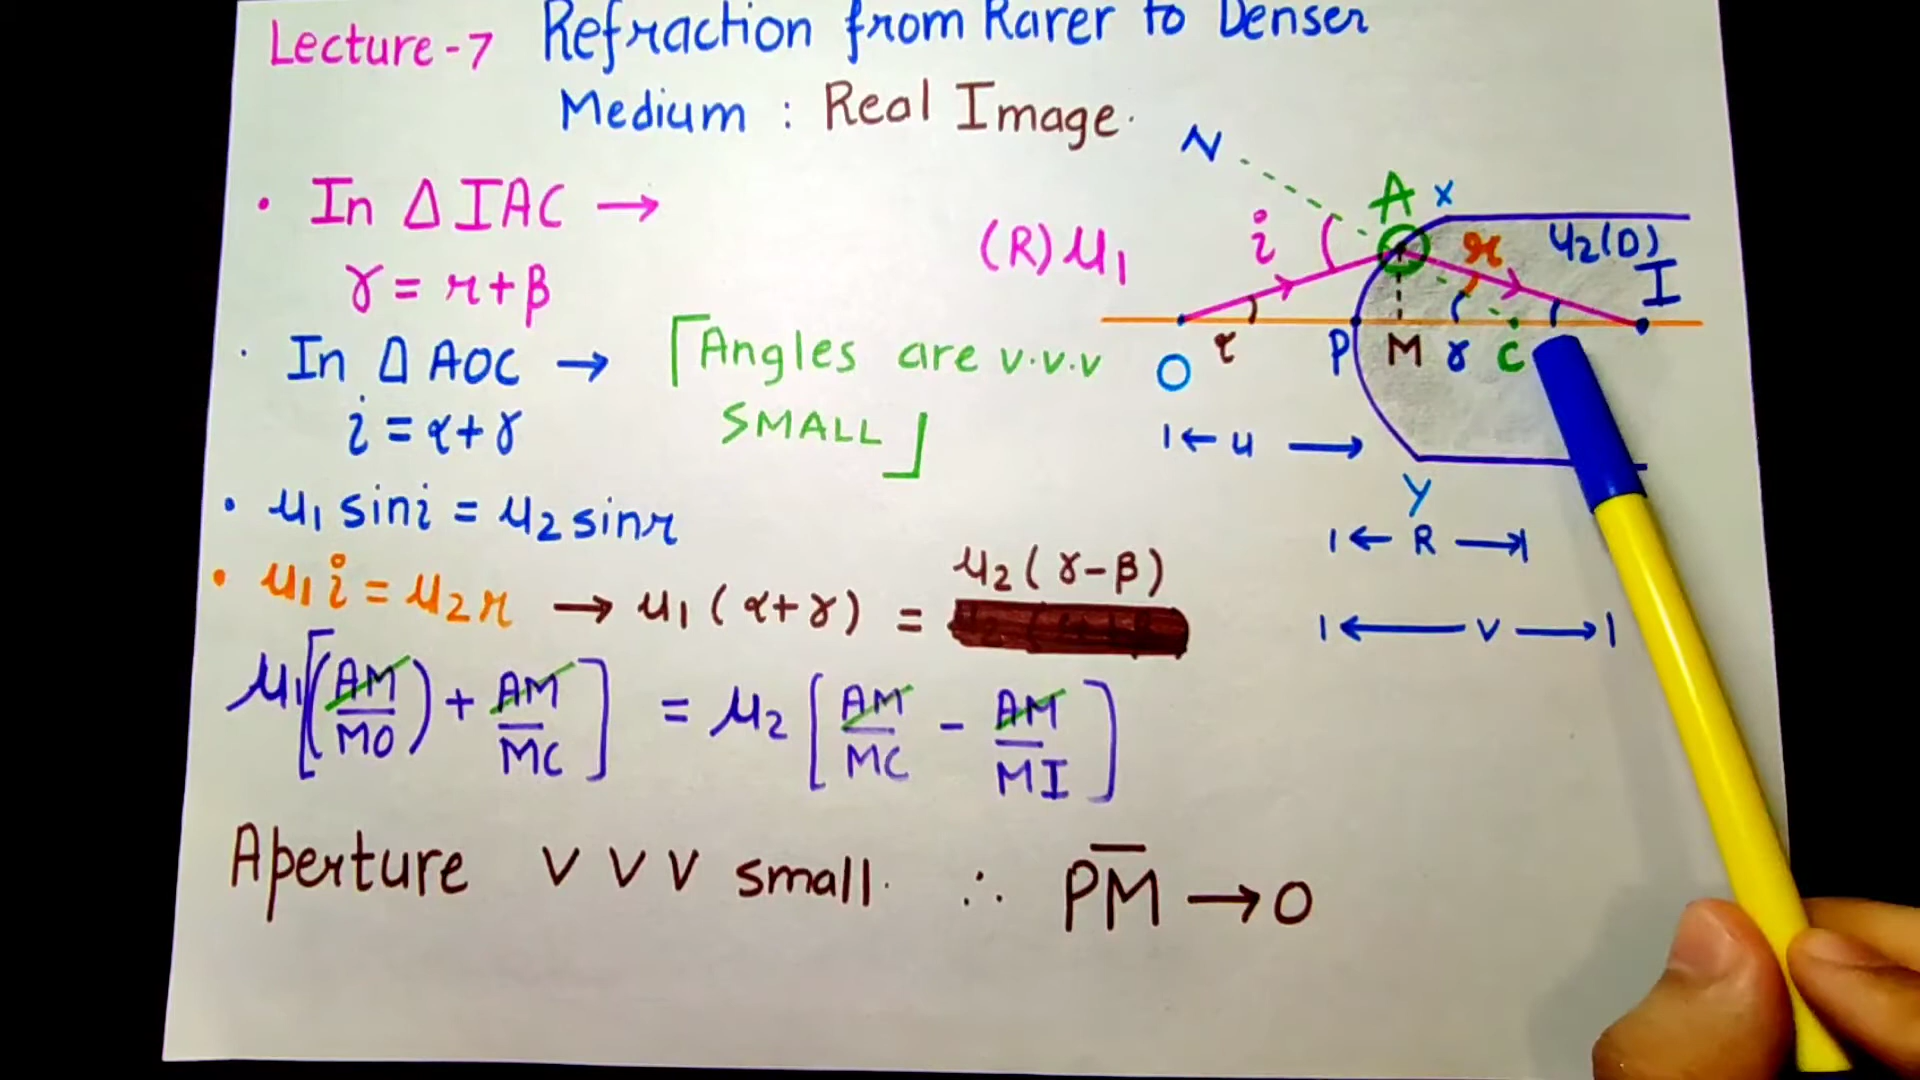 Lecture-7 Refraction from Rarer to Denser
Medium : Real Image.
• In Δ IAC →
γ = r+β
• In Δ AOC →
i = α+γ
[Angles are v.v.v
SMALL]
• μ1 sini = μ2 sinr
• μ1 i = μ2 r → μ1 (α+γ) = μ2 (γ-β)
μ1[(AM/MO) + AM/MC] = μ2 [AM/MC - AM/MI]
Aperture v v v small. ∴ PM → 0
N
A X
i
r
(R) μ1
μ2 (D)
I
O α P M γ C
|← u →
Y
|← R →|
|← v →|